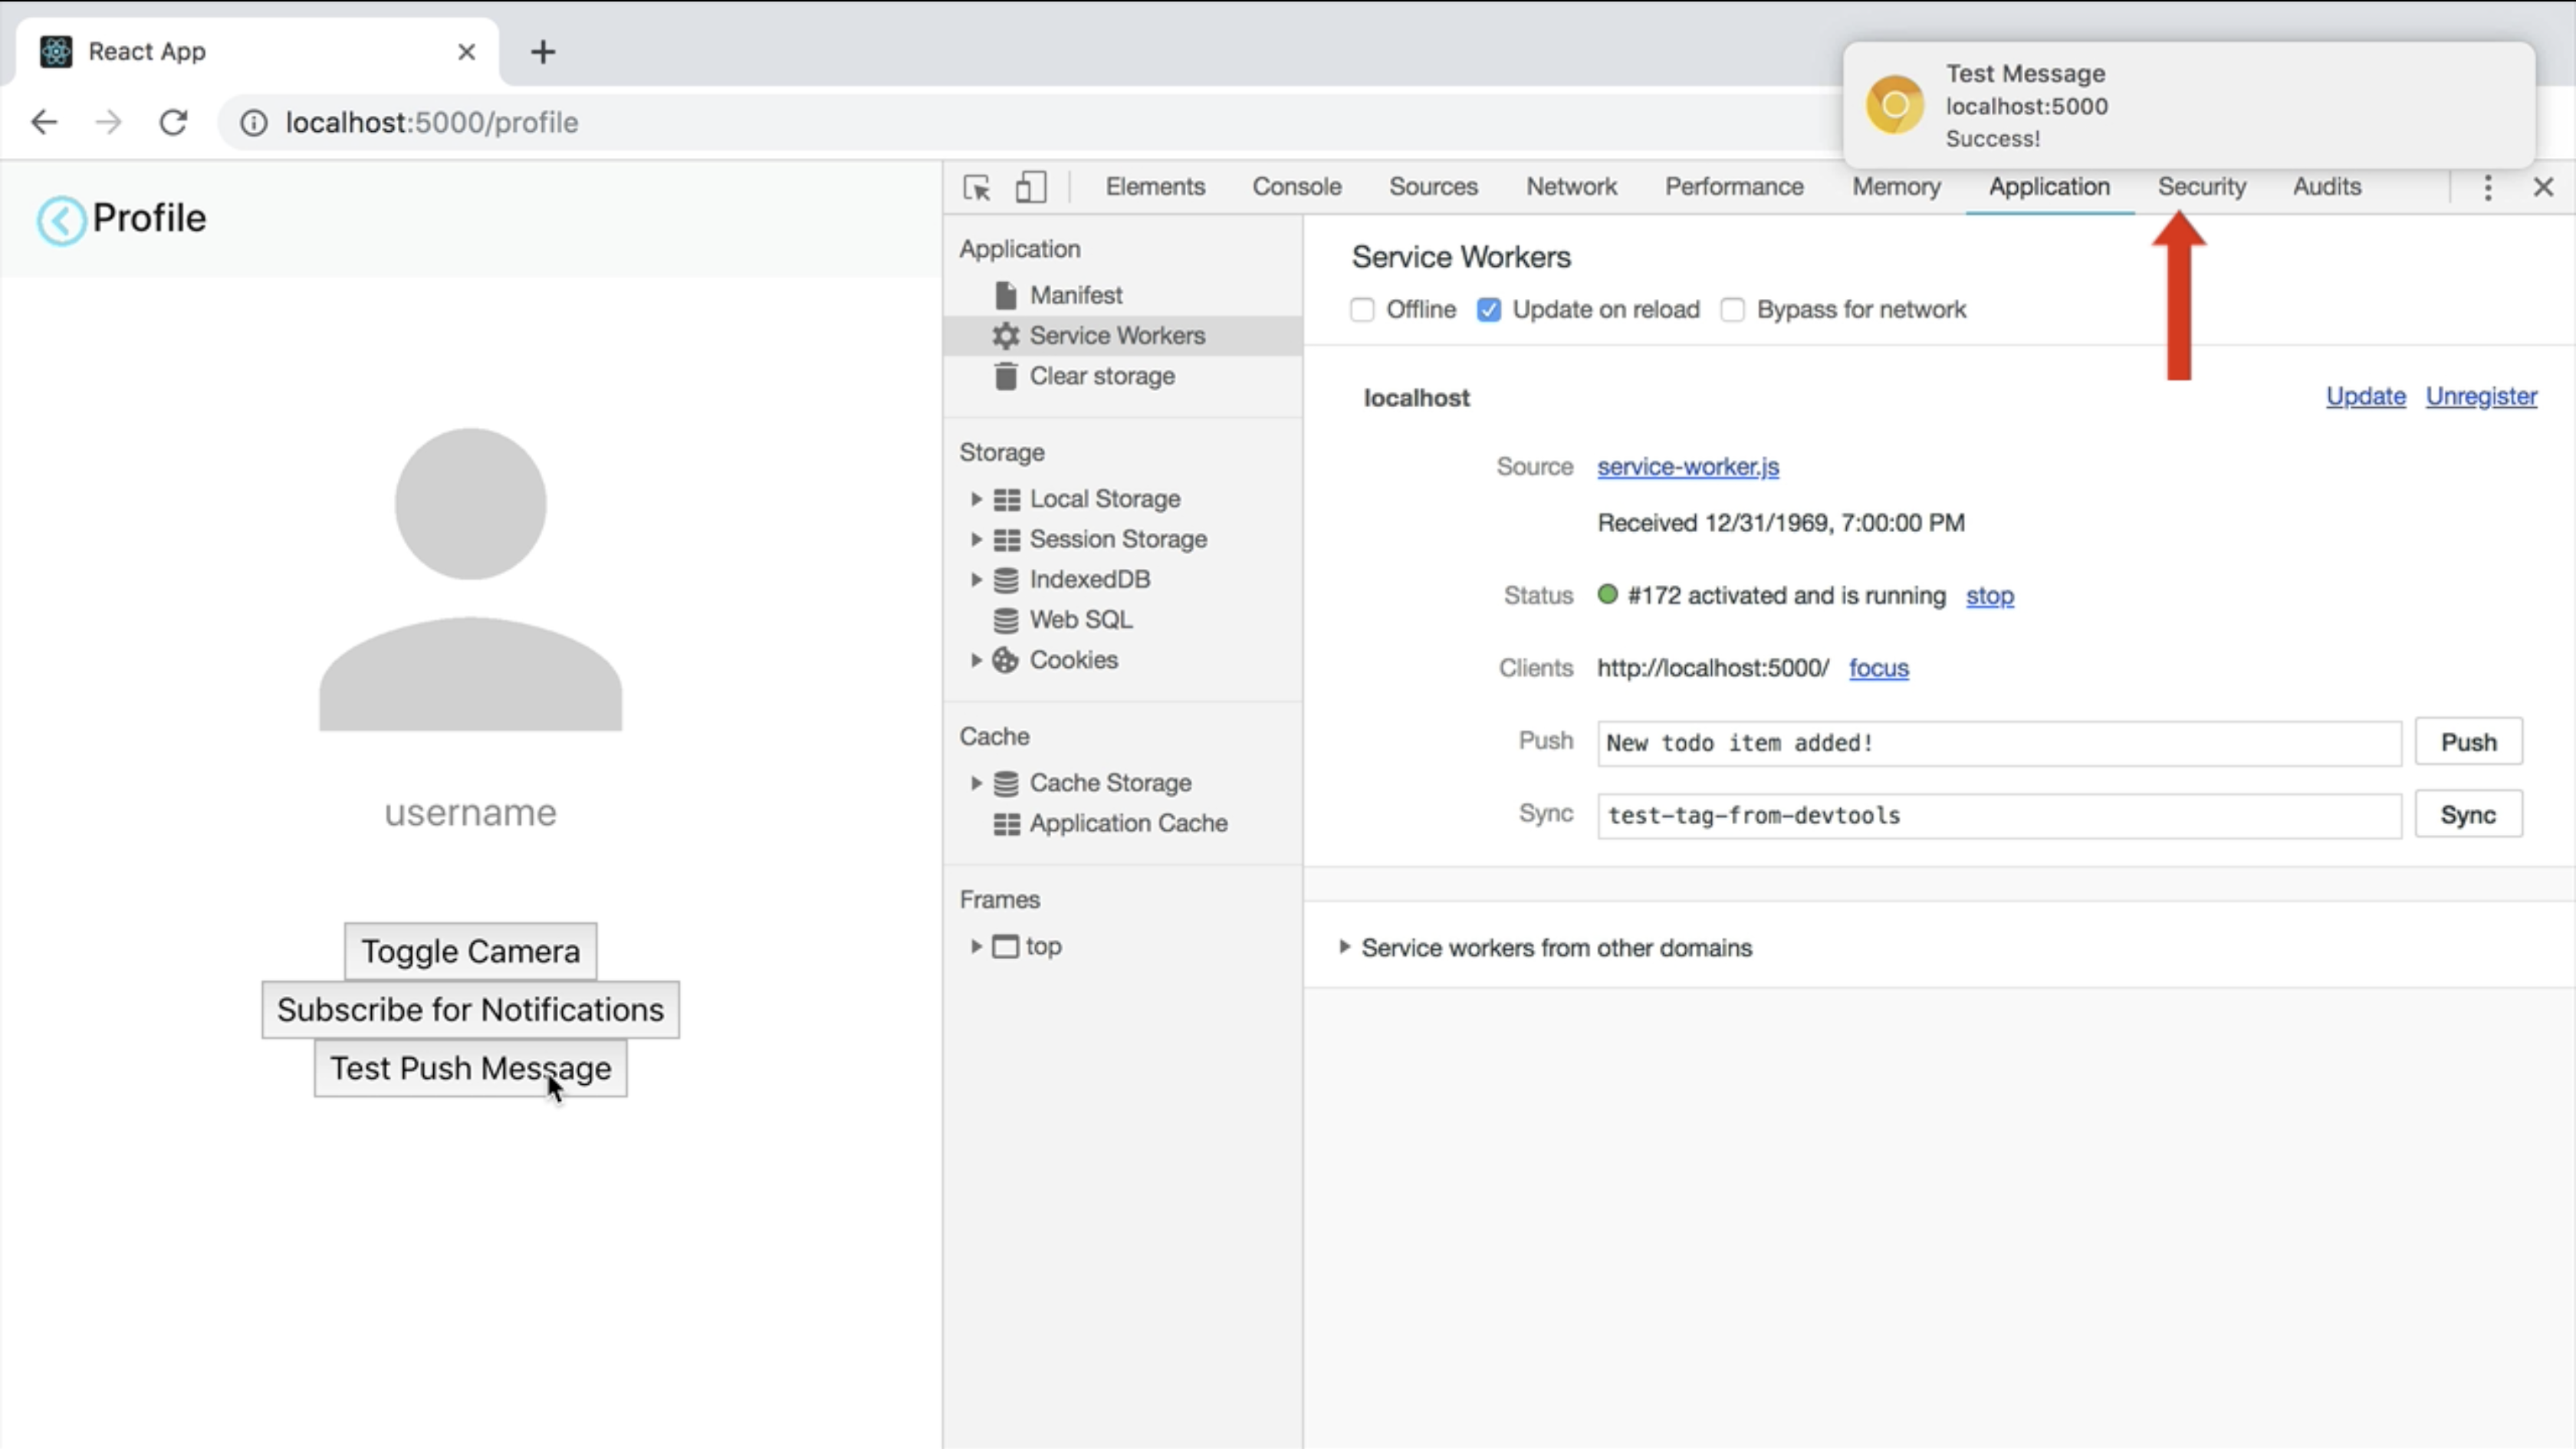 React App
Test Message
localhost:5000
Success!
localhost:5000/profile
Elements Console Sources Network Performance Memory Application Security Audits
Profile
username
Toggle Camera
Subscribe for Notifications
Test Push Message
Application
Manifest
Service Workers
Clear storage
Storage
Local Storage
Session Storage
IndexedDB
Web SQL
Cookies
Cache
Cache Storage
Application Cache
Frames
top
Service Workers
Offline Update on reload Bypass for network
localhost Update Unregister
Source service-worker.js
Received 12/31/1969, 7:00:00 PM
Status #172 activated and is running stop
Clients http://localhost:5000/ focus
Push New todo item added! Push
Sync test-tag-from-devtools Sync
Service workers from other domains